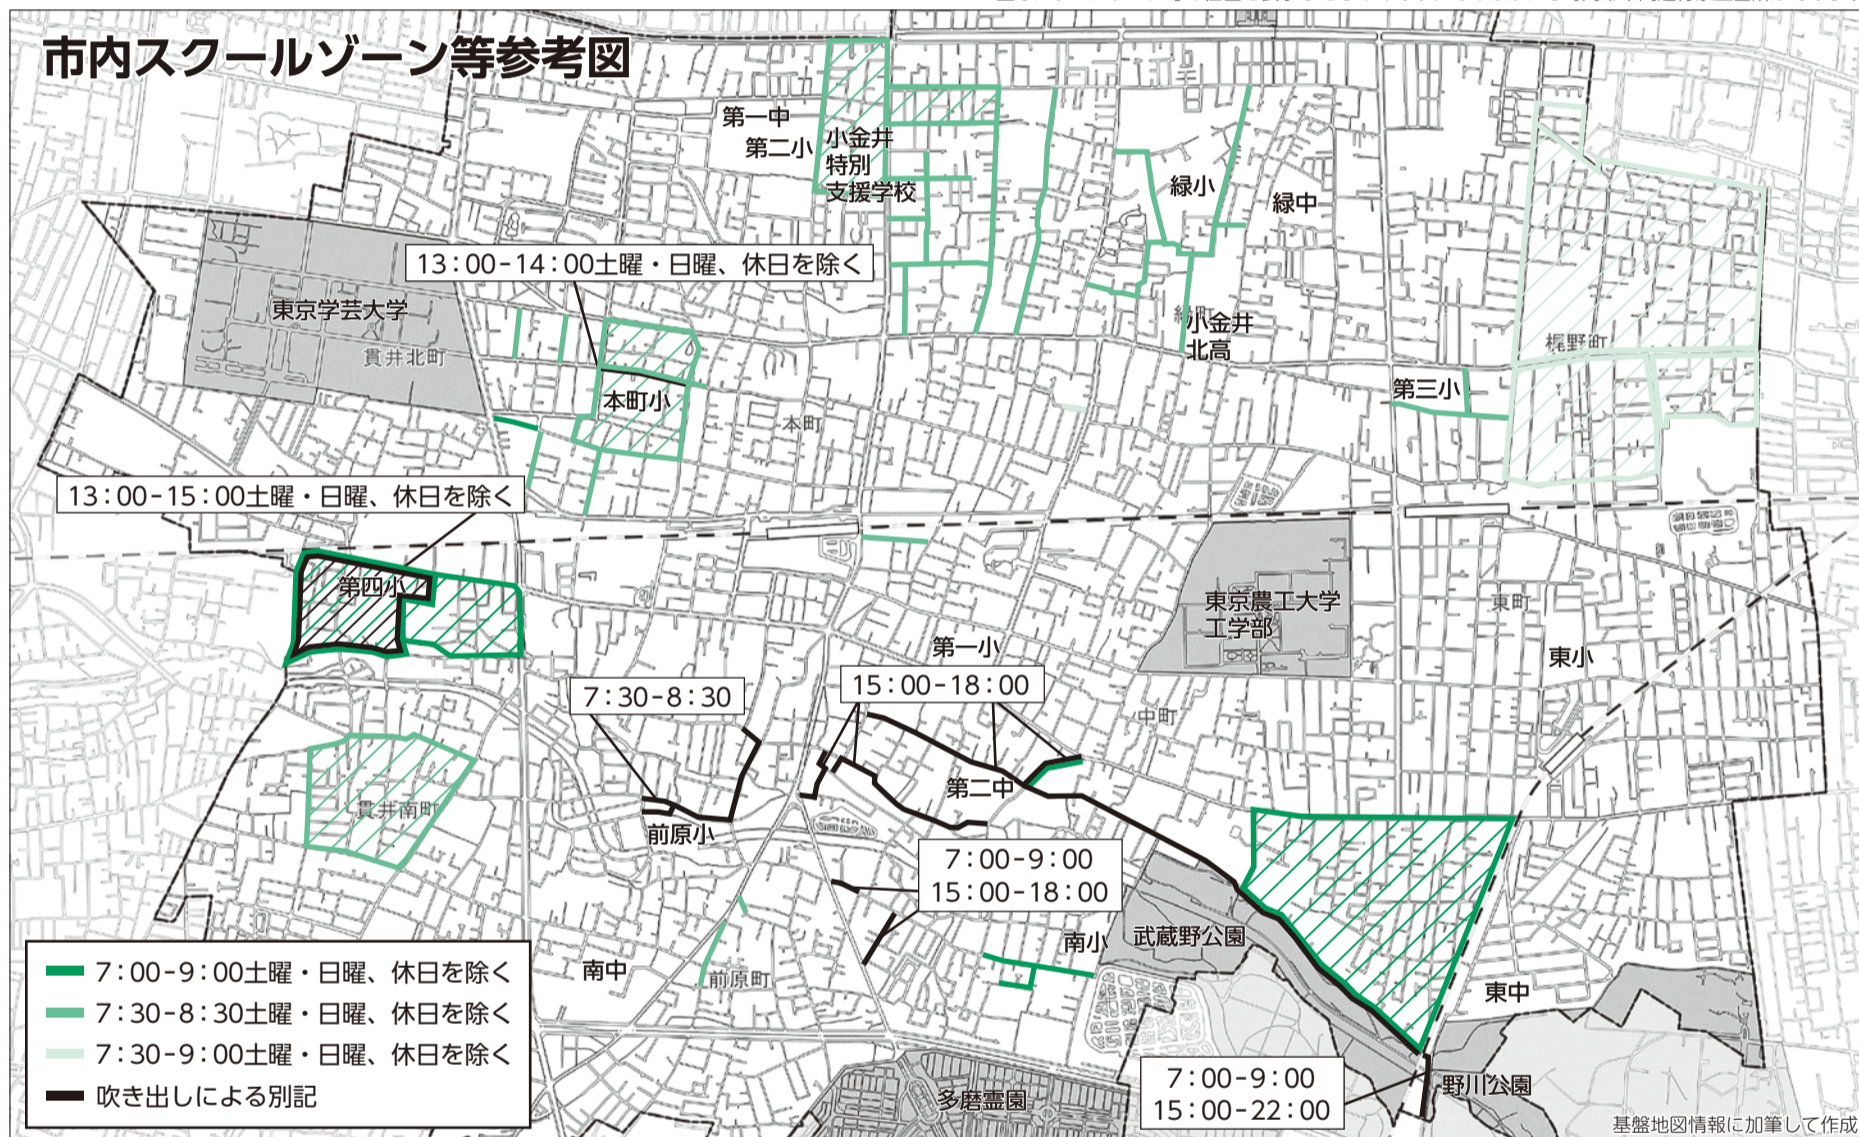 市内スクールゾーン等参考図
第一中
第二小
小金井
特別
支援学校
緑小
緑中
13：00-14：00土曜・日曜、休日を除く
東京学芸大学
貫井北町
小金井
北高
梶野町
第三小
本町小
本町
13：00-15：00土曜・日曜、休日を除く
第四小
東京農工大学
工学部
東町
第一小
東小
7：30-8：30
15：00-18：00
中町
第二中
貫井南町
前原小
7：00-9：00
15：00-18：00
南小
武蔵野公園
南中
前原町
東中
7：00-9：00土曜・日曜、休日を除く
7：30-8：30土曜・日曜、休日を除く
7：30-9：00土曜・日曜、休日を除く
吹き出しによる別記
多磨霊園
7：00-9：00
15：00-22：00
野川公園
基盤地図情報に加筆して作成